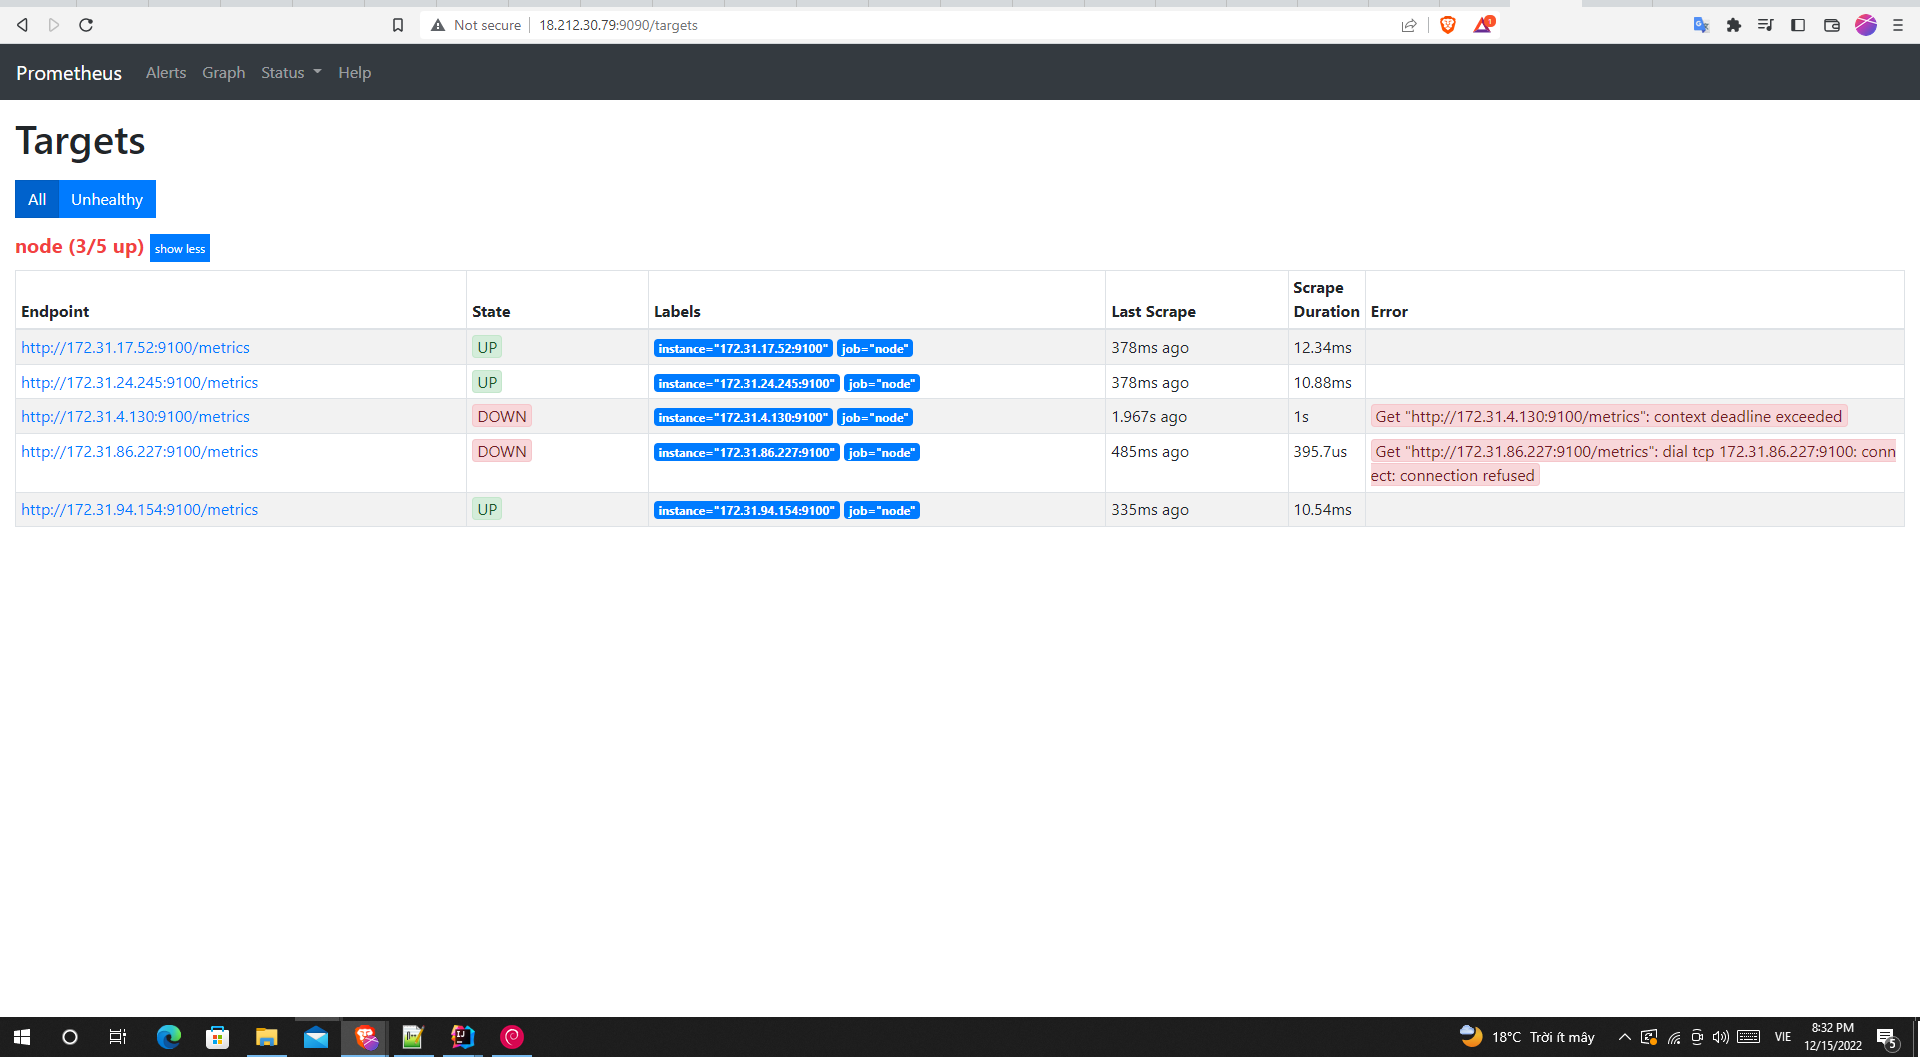 Not secure 18.212.30.79:9090/targets
1
Prometheus Alerts Graph Status Help
Targets
All Unhealthy
node (3/5 up) show less
Endpoint State Labels Last Scrape Scrape Duration Error
http://172.31.17.52:9100/metrics UP instance="172.31.17.52:9100" job="node" 378ms ago 12.34ms
http://172.31.24.245:9100/metrics UP instance="172.31.24.245:9100" job="node" 378ms ago 10.88ms
http://172.31.4.130:9100/metrics DOWN instance="172.31.4.130:9100" job="node" 1.967s ago 1s Get "http://172.31.4.130:9100/metrics": context deadline exceeded
http://172.31.86.227:9100/metrics DOWN instance="172.31.86.227:9100" job="node" 485ms ago 395.7us Get "http://172.31.86.227:9100/metrics": dial tcp 172.31.86.227:9100: conn
ect: connection refused
http://172.31.94.154:9100/metrics UP instance="172.31.94.154:9100" job="node" 335ms ago 10.54ms
18°C Trời ít mây VIE 8:32 PM
12/15/2022 5